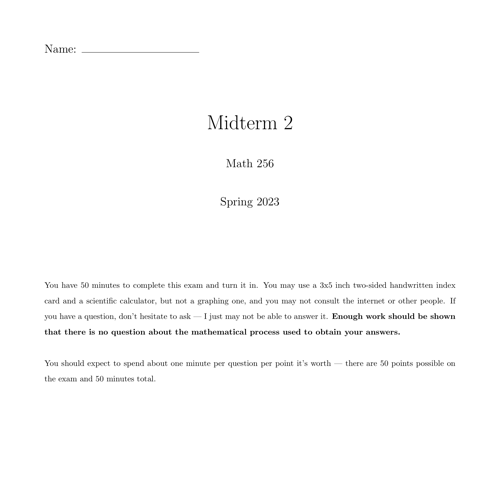 Name:
Midterm 2
Math 256
Spring 2023
You have 50 minutes to complete this exam and turn it in. You may use a 3x5 inch two-sided handwritten index
card and a scientific calculator, but not a graphing one, and you may not consult the internet or other people. If
you have a question, don't hesitate to ask — I just may not be able to answer it. Enough work should be shown
that there is no question about the mathematical process used to obtain your answers.
You should expect to spend about one minute per question per point it's worth — there are 50 points possible on
the exam and 50 minutes total.